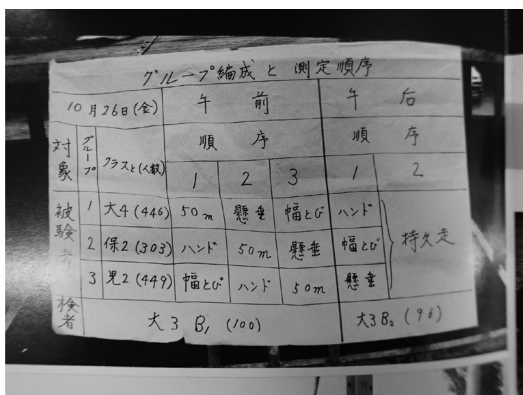 グループ編成と測定順序
10月26日(金) 午前 午后
対象 グループ クラスと(人数) 順序 順序
1 2 3 1 2
被験者 1 大4(446) 50m 懸垂 幅とび ハンド 持久走
2 保2(303) ハンド 50m 懸垂 幅とび
3 児2(449) 幅とび ハンド 50m 懸垂
検者 大3B₁(100) 大3B₂(96)